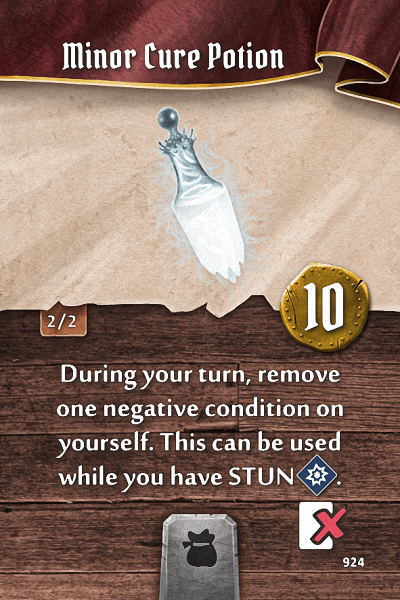 Minor Cure Potion
2/2
10
During your turn, remove
one negative condition on
yourself. This can be used
while you have STUN .
924